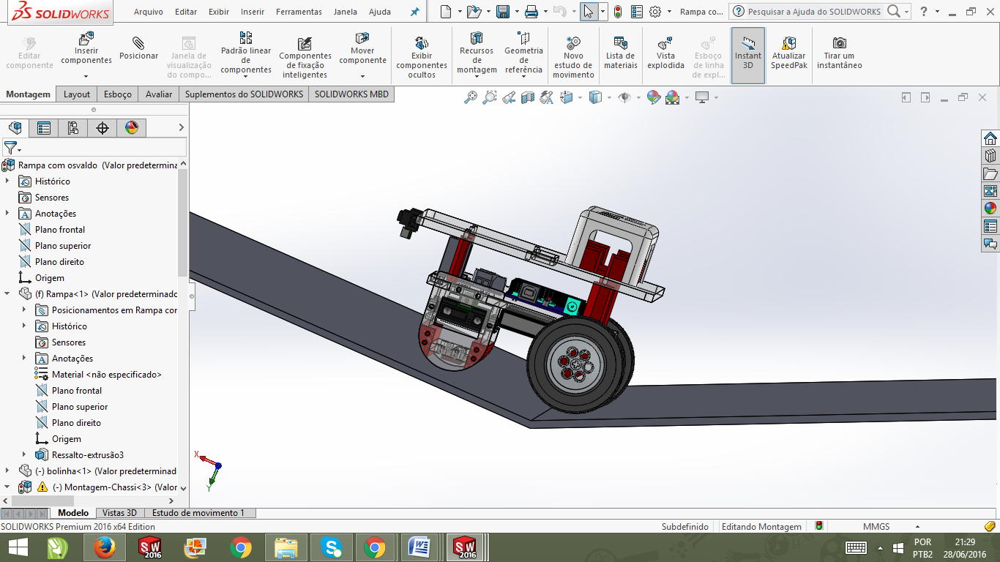 SOLIDWORKS
Arquivo Editar Exibir Inserir Ferramentas Janela Ajuda
Rampa co...
Pesquisar a Ajuda do SOLIDWORKS
?
Editar componente
Inserir componentes
Posicionar
Janela de visualização do compo...
Padrão linear de componentes
Componentes de fixação inteligentes
Mover componente
Exibir componentes ocultos
Recursos de montagem
Geometria de referência
Novo estudo de movimento
Lista de materiais
Vista explodida
Esboço de linha de expl...
Instant 3D
Atualizar SpeedPak
Tirar um instantâneo
Montagem Layout Esboço Avaliar Suplementos do SOLIDWORKS SOLIDWORKS MBD
Rampa com osvaldo (Valor predetermina
Histórico
Sensores
Anotações
Plano frontal
Plano superior
Plano direito
Origem
(f) Rampa<1> (Valor predeterminado
Posicionamentos em Rampa cor
Histórico
Sensores
Anotações
Material <não especificado>
Plano frontal
Plano superior
Plano direito
Origem
Ressalto-extrusão3
(-) bolinha<1> (Valor predeterminad
(-) Montagem-Chassi<3> (Valor
X
Y
Modelo Vistas 3D Estudo de movimento 1
SOLIDWORKS Premium 2016 x64 Edition
Subdefinido Editando Montagem MMGS
SW 2016
SW 2016
POR
PTB2
21:29
28/06/2016